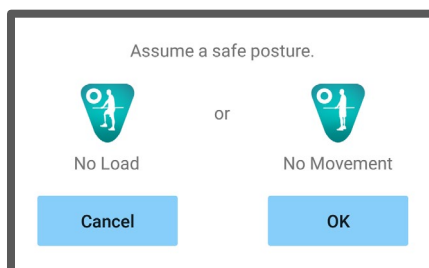 Assume a safe posture.
or
No Load
No Movement
Cancel
OK